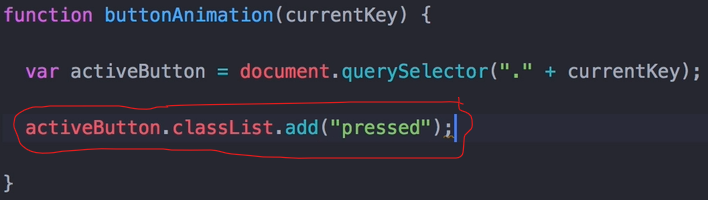 function buttonAnimation(currentKey) {
var activeButton = document.querySelector("." + currentKey);
activeButton.classList.add("pressed");
}